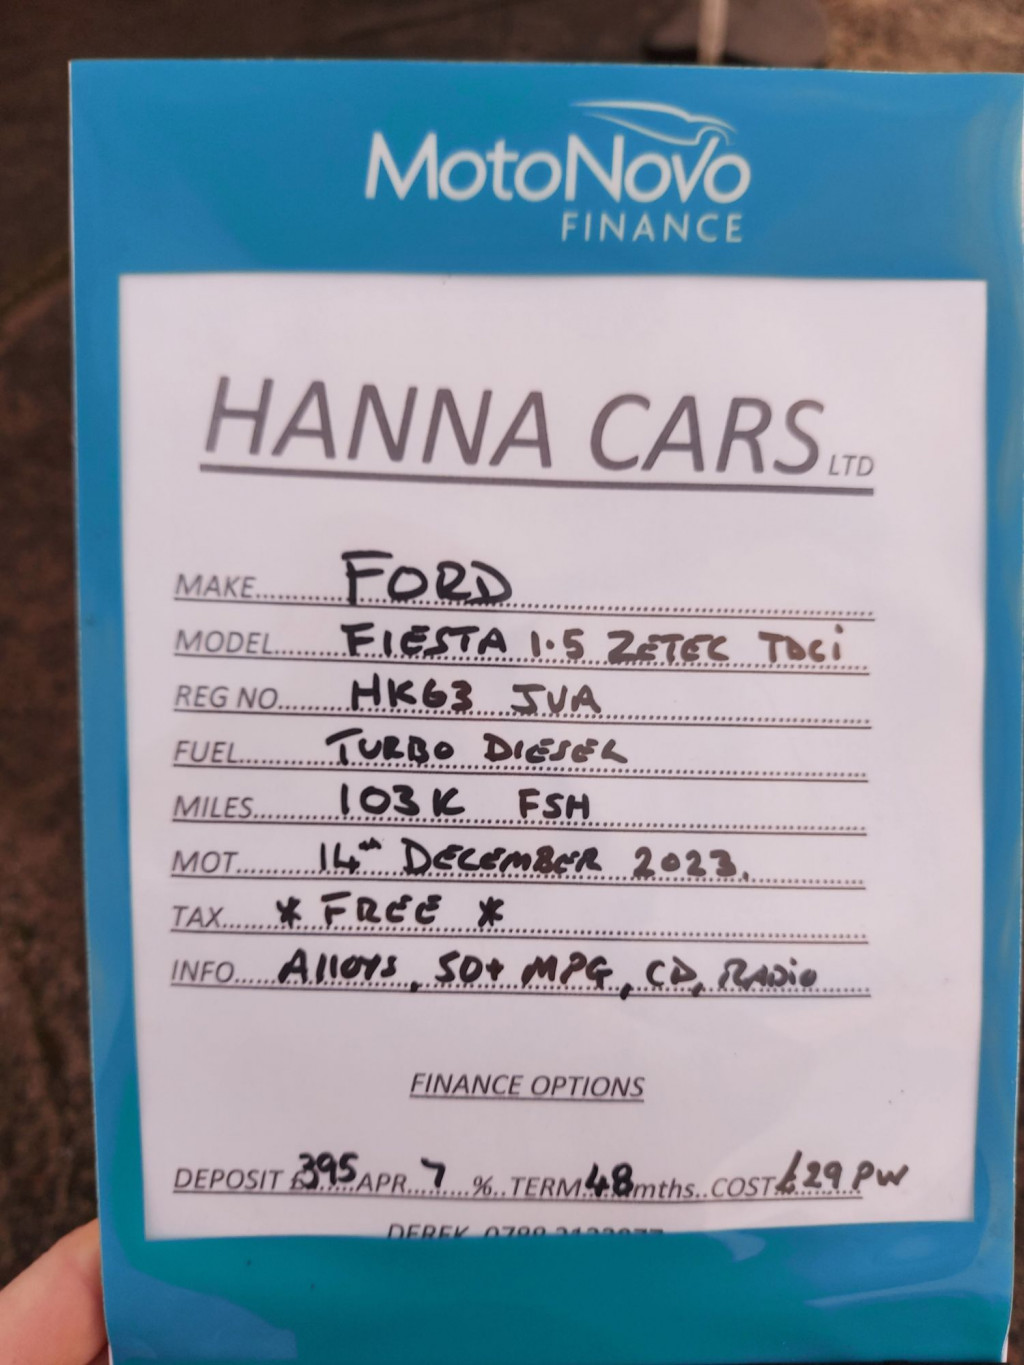 MotoNovo
FINANCE
HANNA CARS LTD
MAKE......... FORD ....................
MODEL....... FIESTA 1.5 ZETEC TDCi
REG NO....... HK63 JVA ....................
FUEL.......... TURBO DIESEL ....................
MILES......... 103K FSH ....................
MOT......... 14th DECEMBER 2023. ............
TAX...... * FREE * ....................
INFO..... Alloys, 50+ MPG, CD, RADIO .....
FINANCE OPTIONS
DEPOSIT £395....APR. 7 ....%..TERM.48mths..COST.£29 PW
DEREK